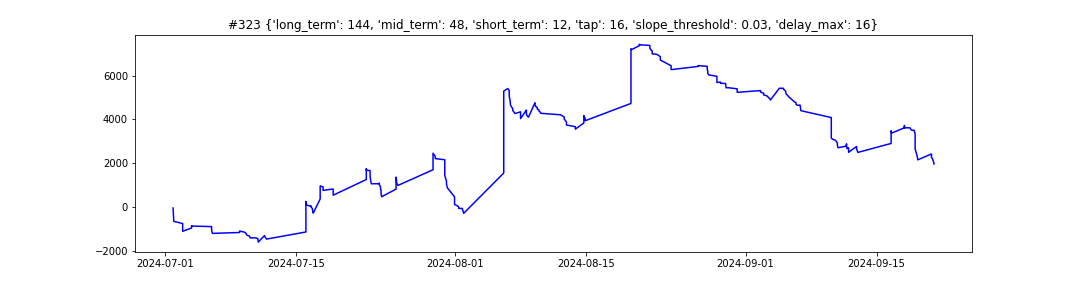 #323 {'long_term': 144, 'mid_term': 48, 'short_term': 12, 'tap': 16, 'slope_threshold': 0.03, 'delay_max': 16}
6000
4000
2000
0
−2000
2024-07-01 2024-07-15 2024-08-01 2024-08-15 2024-09-01 2024-09-15